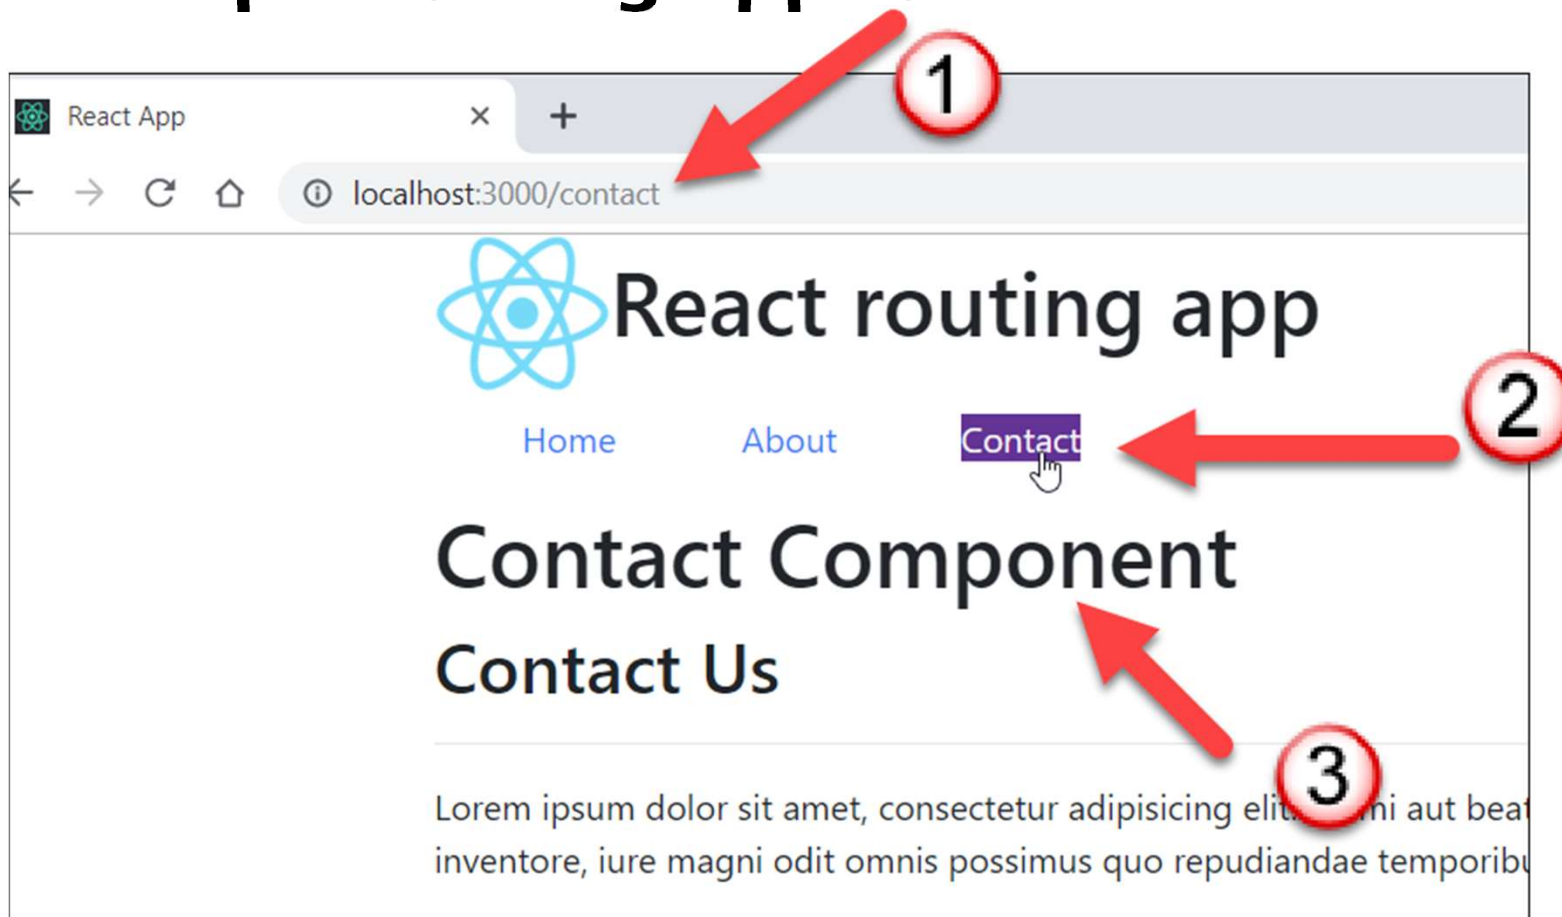 1
React App
localhost:3000/contact
React routing app
2
Home About Contact
Contact Component
Contact Us
3
Lorem ipsum dolor sit amet, consectetur adipisicing aut
inventore, iure magni odit omnis possimus quo repudiandae